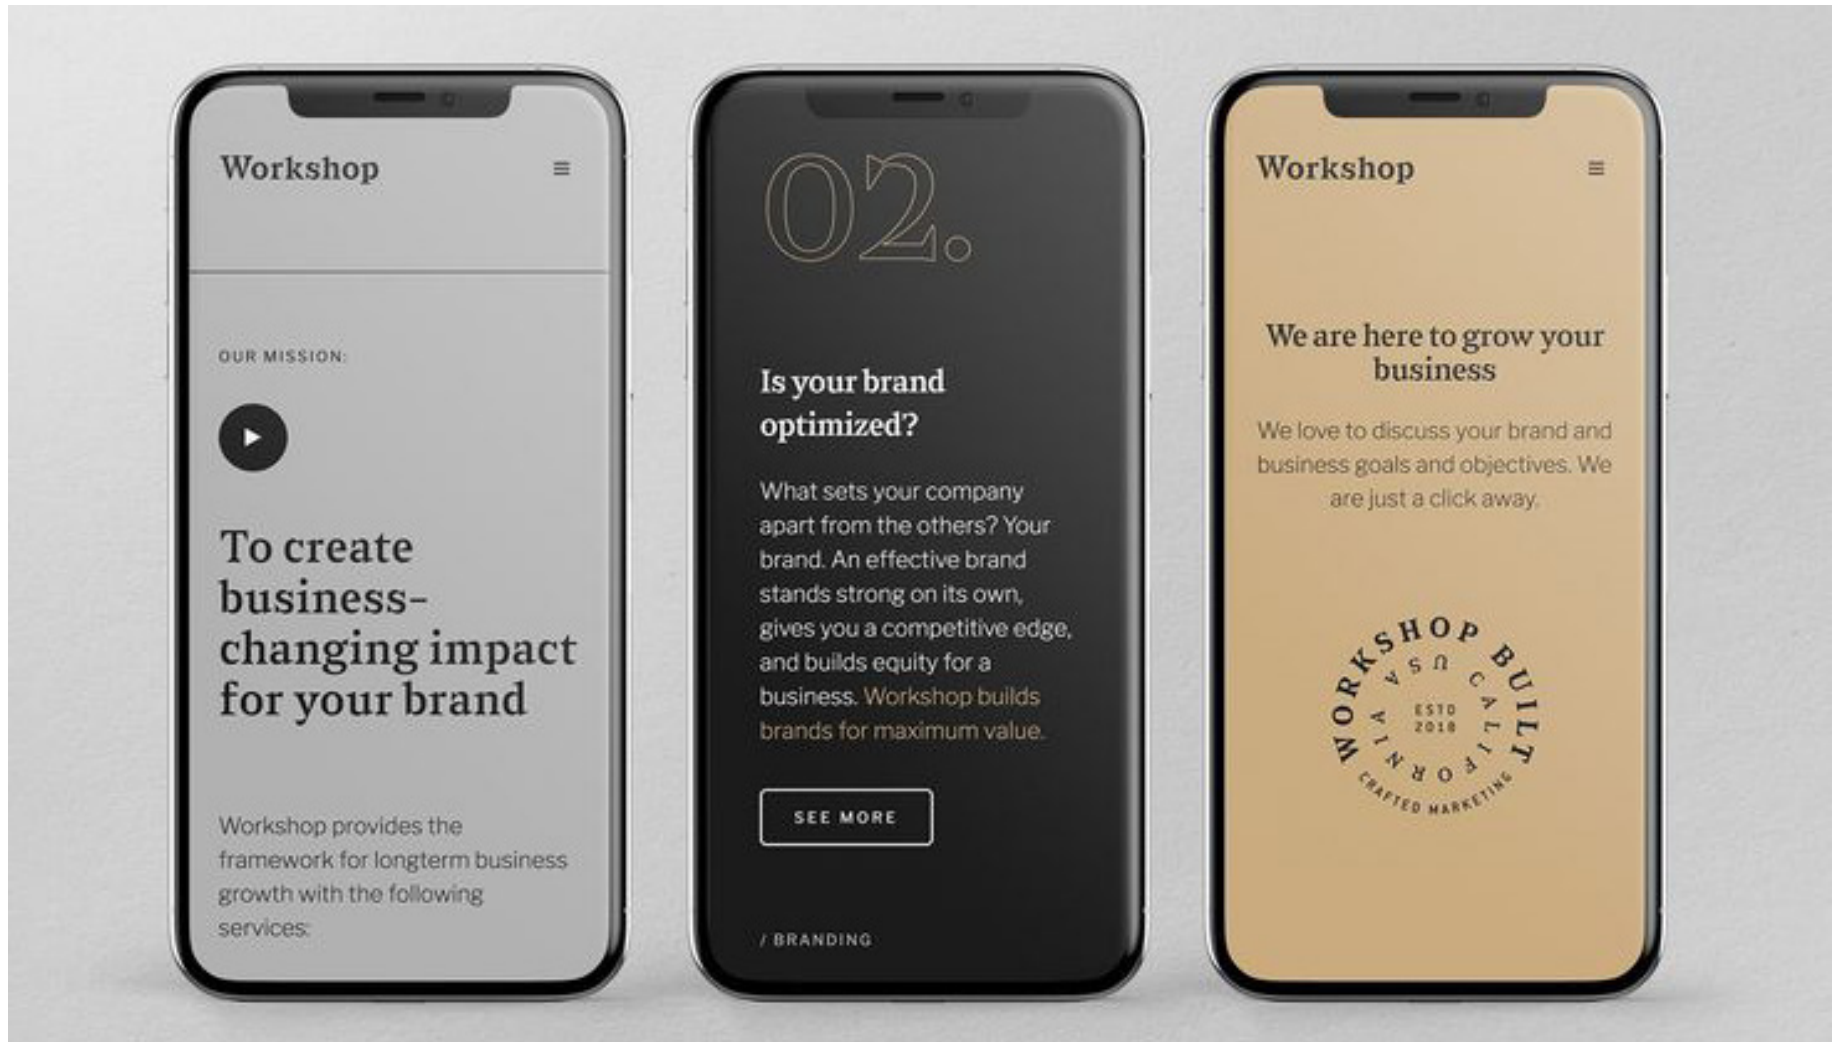 Workshop
OUR MISSION:
To create
business-
changing impact
for your brand
Workshop provides the
framework for longterm business
growth with the following
services:
02.
Is your brand
optimized?
What sets your company
apart from the others? Your
brand. An effective brand
stands strong on its own,
gives you a competitive edge,
and builds equity for a
business. Workshop builds
brands for maximum value.
SEE MORE
/ BRANDING
Workshop
We are here to grow your
business
We love to discuss your brand and
business goals and objectives. We
are just a click away.
WORKSHOP BUILT
USA CALIFORNIA
ESTD
2018
CRAFTED MARKETING